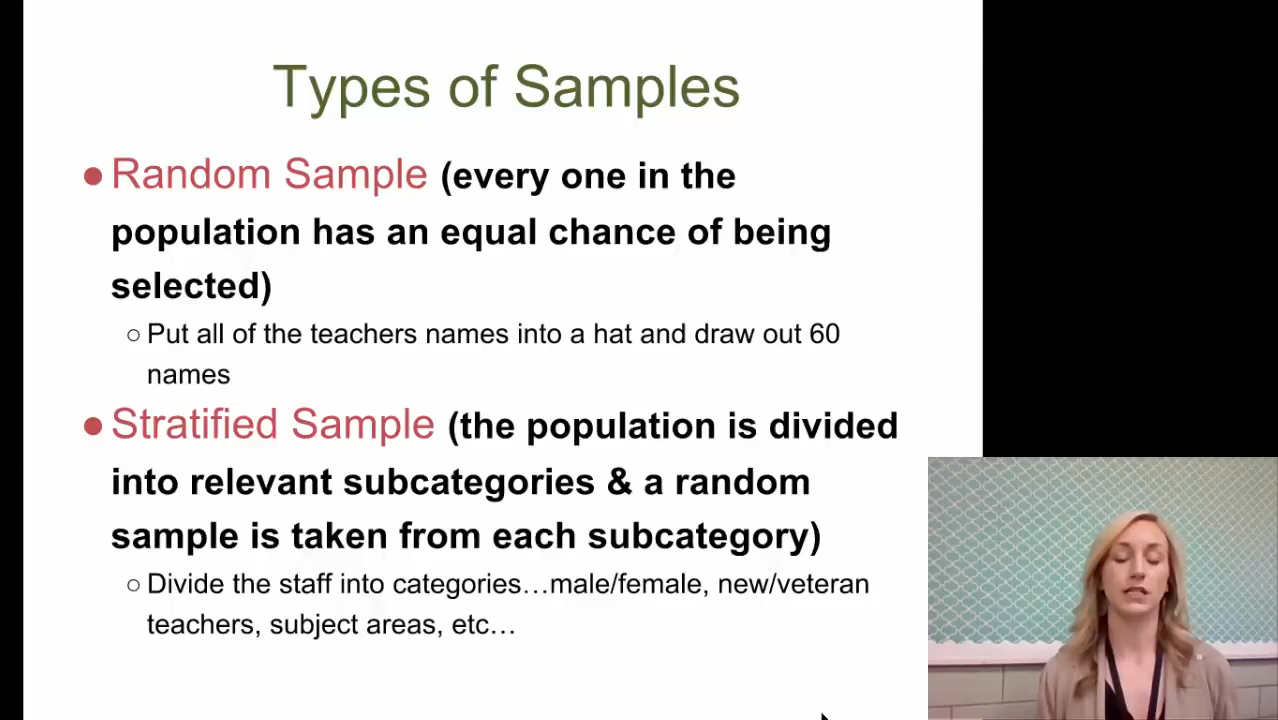 Types of Samples
●Random Sample (every one in the
population has an equal chance of being
selected)
○Put all of the teachers names into a hat and draw out 60
names
●Stratified Sample (the population is divided
into relevant subcategories & a random
sample is taken from each subcategory)
○Divide the staff into categories…male/female, new/veteran
teachers, subject areas, etc…